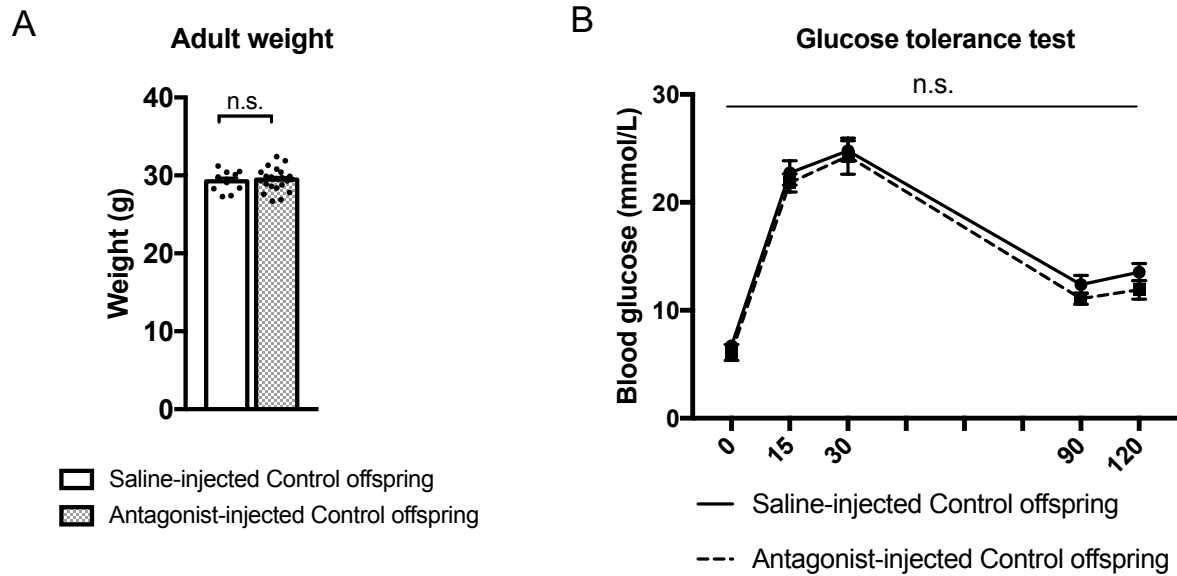 A
Adult weight
n.s.
40
30
20
10
0
Weight (g)
Saline-injected Control offspring
Antagonist-injected Control offspring
B
Glucose tolerance test
n.s.
30
20
10
0
Blood glucose (mmol/L)
0 15 30 90 120
Saline-injected Control offspring
Antagonist-injected Control offspring